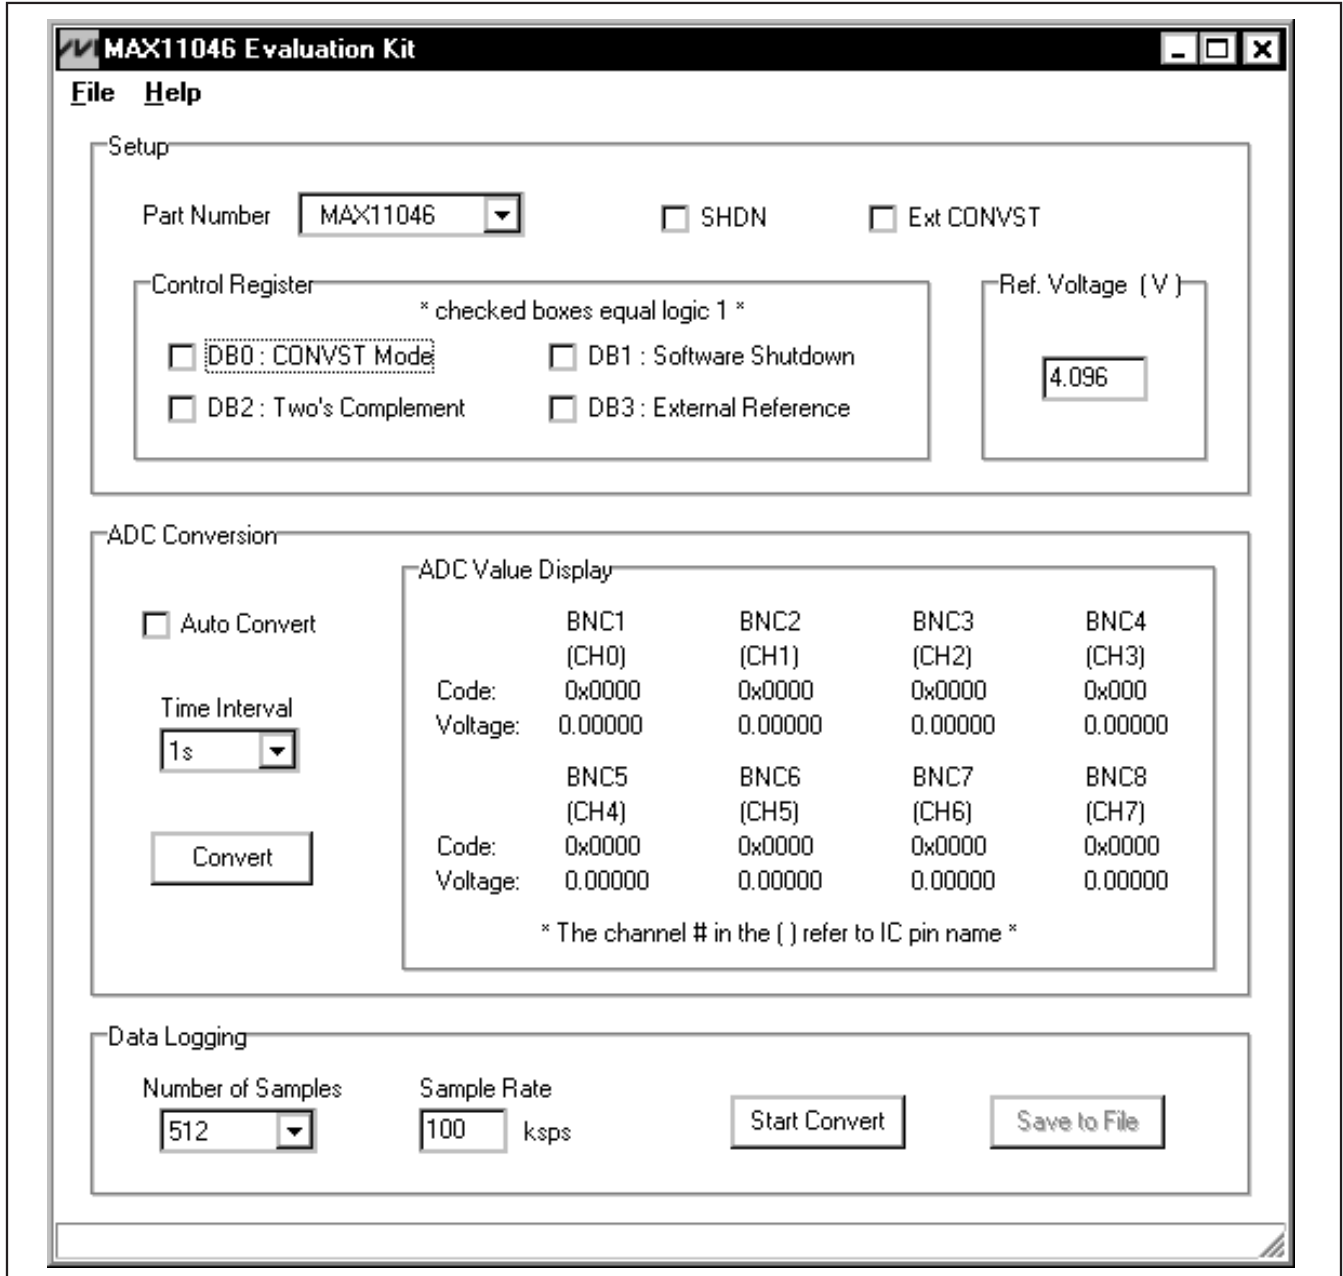 MAX11046 Evaluation Kit
File Help
Setup
Part Number MAX11046 SHDN Ext CONVST
Control Register
* checked boxes equal logic 1 *
DB0 : CONVST Mode DB1 : Software Shutdown
DB2 : Two's Complement DB3 : External Reference
Ref. Voltage ( V )
4.096
ADC Conversion
Auto Convert
Time Interval
1s
Convert
ADC Value Display
BNC1 BNC2 BNC3 BNC4
(CH0) (CH1) (CH2) (CH3)
Code: 0x0000 0x0000 0x0000 0x000
Voltage: 0.00000 0.00000 0.00000 0.00000
BNC5 BNC6 BNC7 BNC8
(CH4) (CH5) (CH6) (CH7)
Code: 0x0000 0x0000 0x0000 0x0000
Voltage: 0.00000 0.00000 0.00000 0.00000
* The channel # in the ( ) refer to IC pin name *
Data Logging
Number of Samples Sample Rate
512 100 ksps Start Convert Save to File